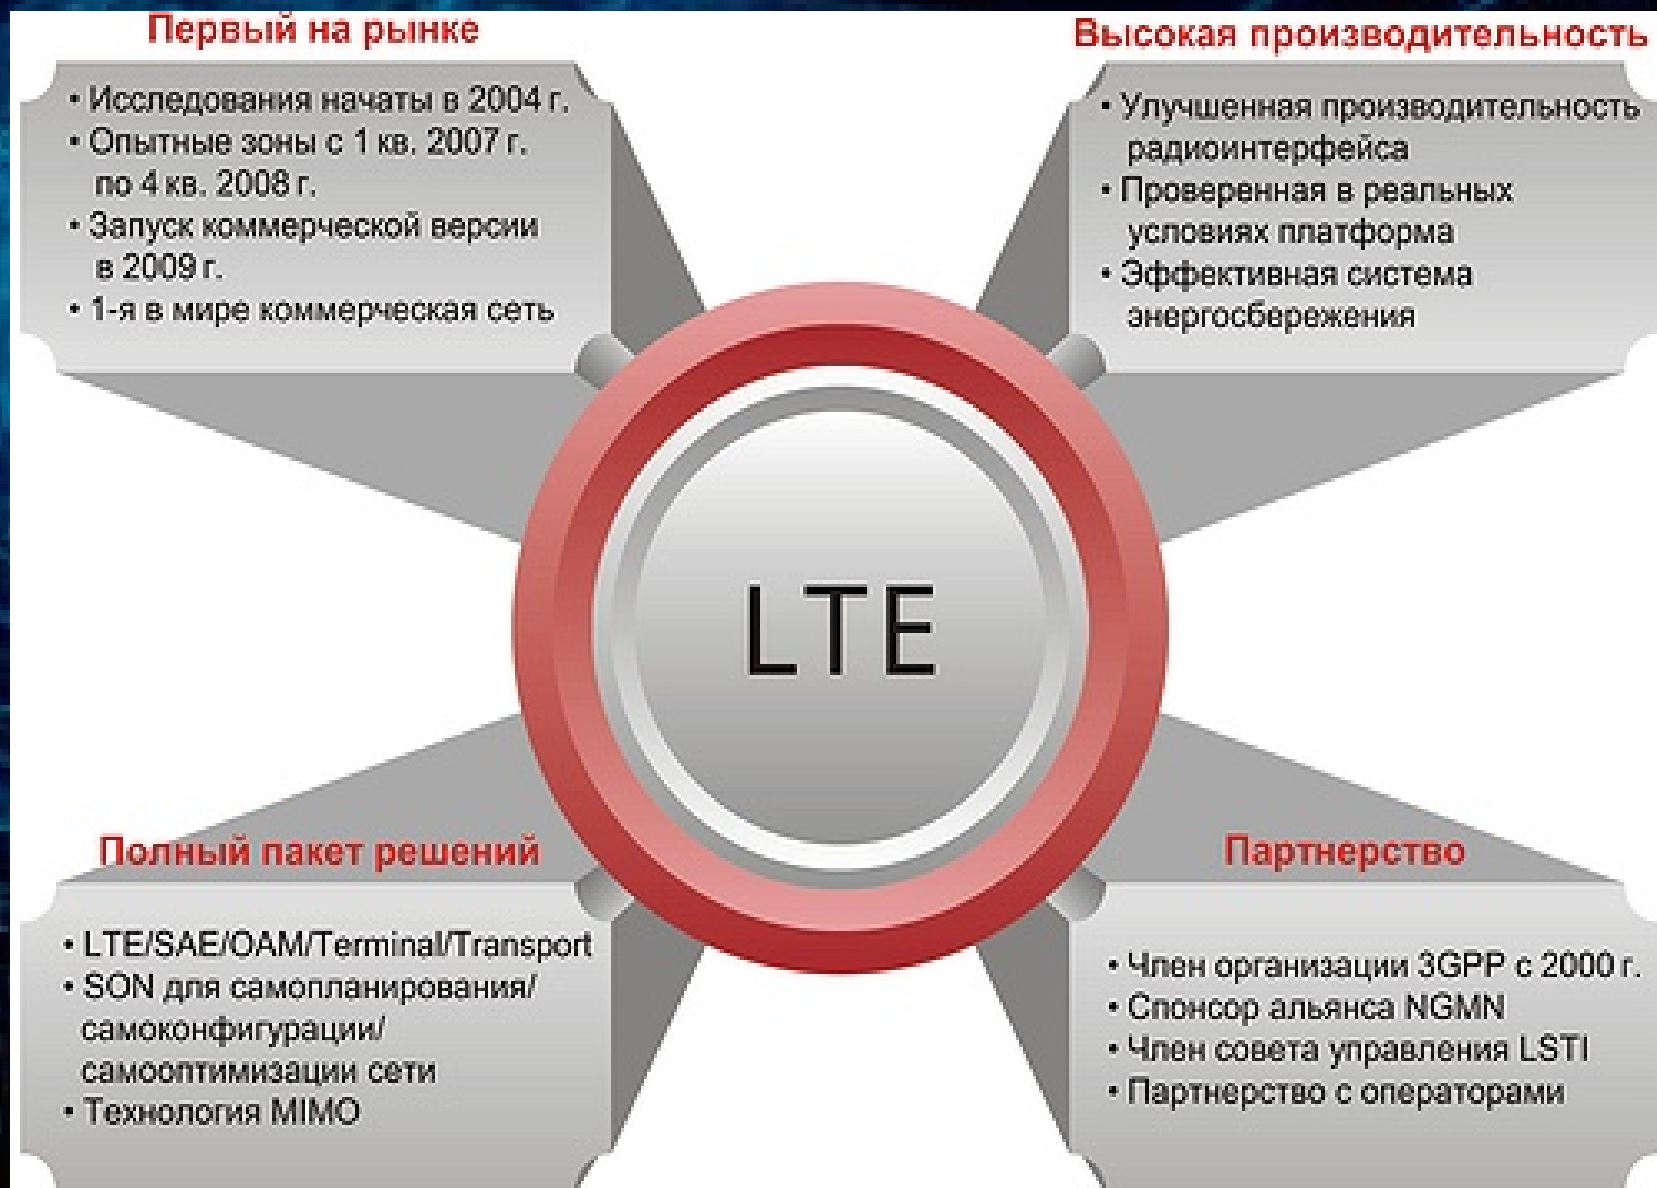 Первый на рынке
• Исследования начаты в 2004 г.
• Опытные зоны с 1 кв. 2007 г.
по 4 кв. 2008 г.
• Запуск коммерческой версии
в 2009 г.
• 1-я в мире коммерческая сеть
Высокая производительность
• Улучшенная производительность
радиоинтерфейса
• Проверенная в реальных
условиях платформа
• Эффективная система
энергосбережения
LTE
Полный пакет решений
• LTE/SAE/OAM/Terminal/Transport
• SON для самопланирования/
самоконфигурации/
самооптимизации сети
• Технология MIMO
Партнерство
• Член организации 3GPP с 2000 г.
• Спонсор альянса NGMN
• Член совета управления LSTI
• Партнерство с операторами